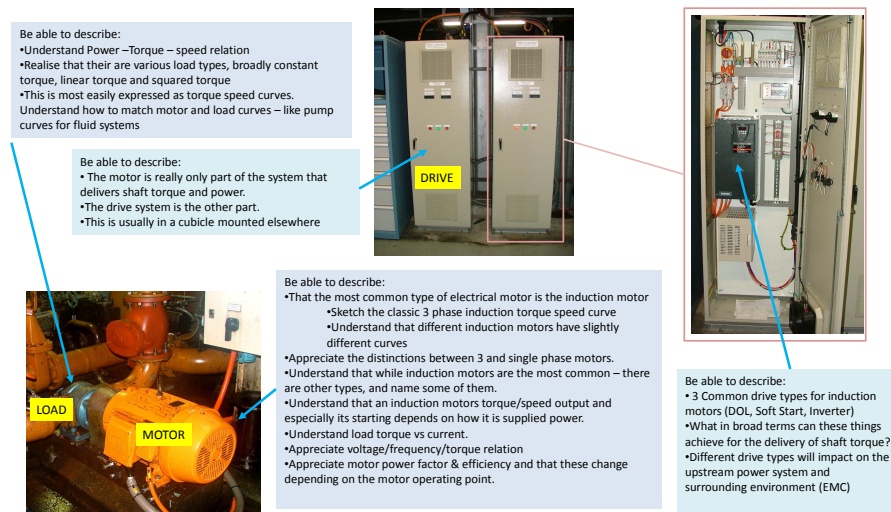 Be able to describe:
•Understand Power –Torque – speed relation
•Realise that their are various load types, broadly constant
torque, linear torque and squared torque
•This is most easily expressed as torque speed curves.
Understand how to match motor and load curves – like pump
curves for fluid systems
Be able to describe:
• The motor is really only part of the system that
delivers shaft torque and power.
•The drive system is the other part.
•This is usually in a cubicle mounted elsewhere
DRIVE
Be able to describe:
•That the most common type of electrical motor is the induction motor
•Sketch the classic 3 phase induction torque speed curve
•Understand that different induction motors have slightly
different curves
•Appreciate the distinctions between 3 and single phase motors.
•Understand that while induction motors are the most common – there
are other types, and name some of them.
•Understand that an induction motors torque/speed output and
especially its starting depends on how it is supplied power.
•Understand load torque vs current.
•Appreciate voltage/frequency/torque relation
•Appreciate motor power factor & efficiency and that these change
depending on the motor operating point.
LOAD
MOTOR
Be able to describe:
• 3 Common drive types for induction
motors (DOL, Soft Start, Inverter)
•What in broad terms can these things
achieve for the delivery of shaft torque?
•Different drive types will impact on the
upstream power system and
surrounding environment (EMC)